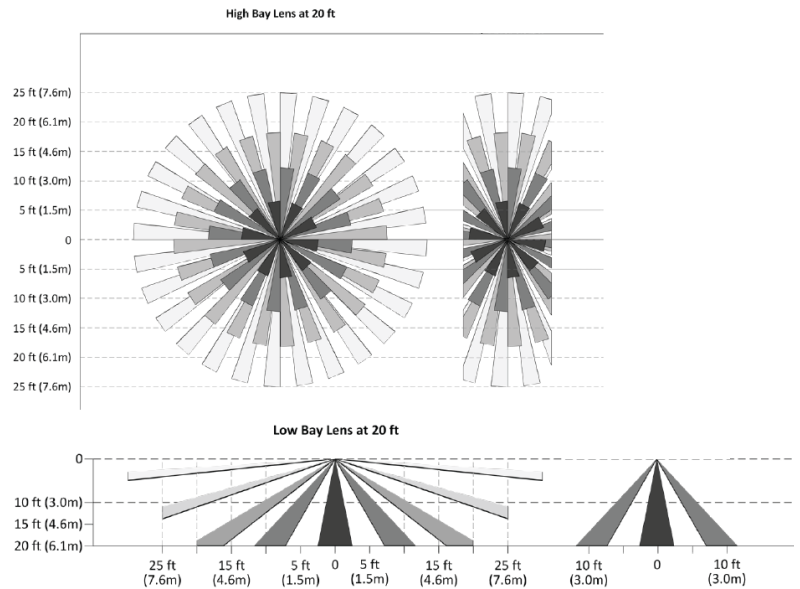 High Bay Lens at 20 ft
25 ft (7.6m)
20 ft (6.1m)
15 ft (4.6m)
10 ft (3.0m)
5 ft (1.5m)
0
5 ft (1.5m)
10 ft (3.0m)
15 ft (4.6m)
20 ft (6.1m)
25 ft (7.6m)
Low Bay Lens at 20 ft
0
10 ft (3.0m)
15 ft (4.6m)
20 ft (6.1m)
25 ft 15 ft 5 ft 0 5 ft 15 ft 25 ft 10 ft 0 10 ft
(7.6m) (4.6m) (1.5m) (1.5m) (4.6m) (7.6m) (3.0m) (3.0m)